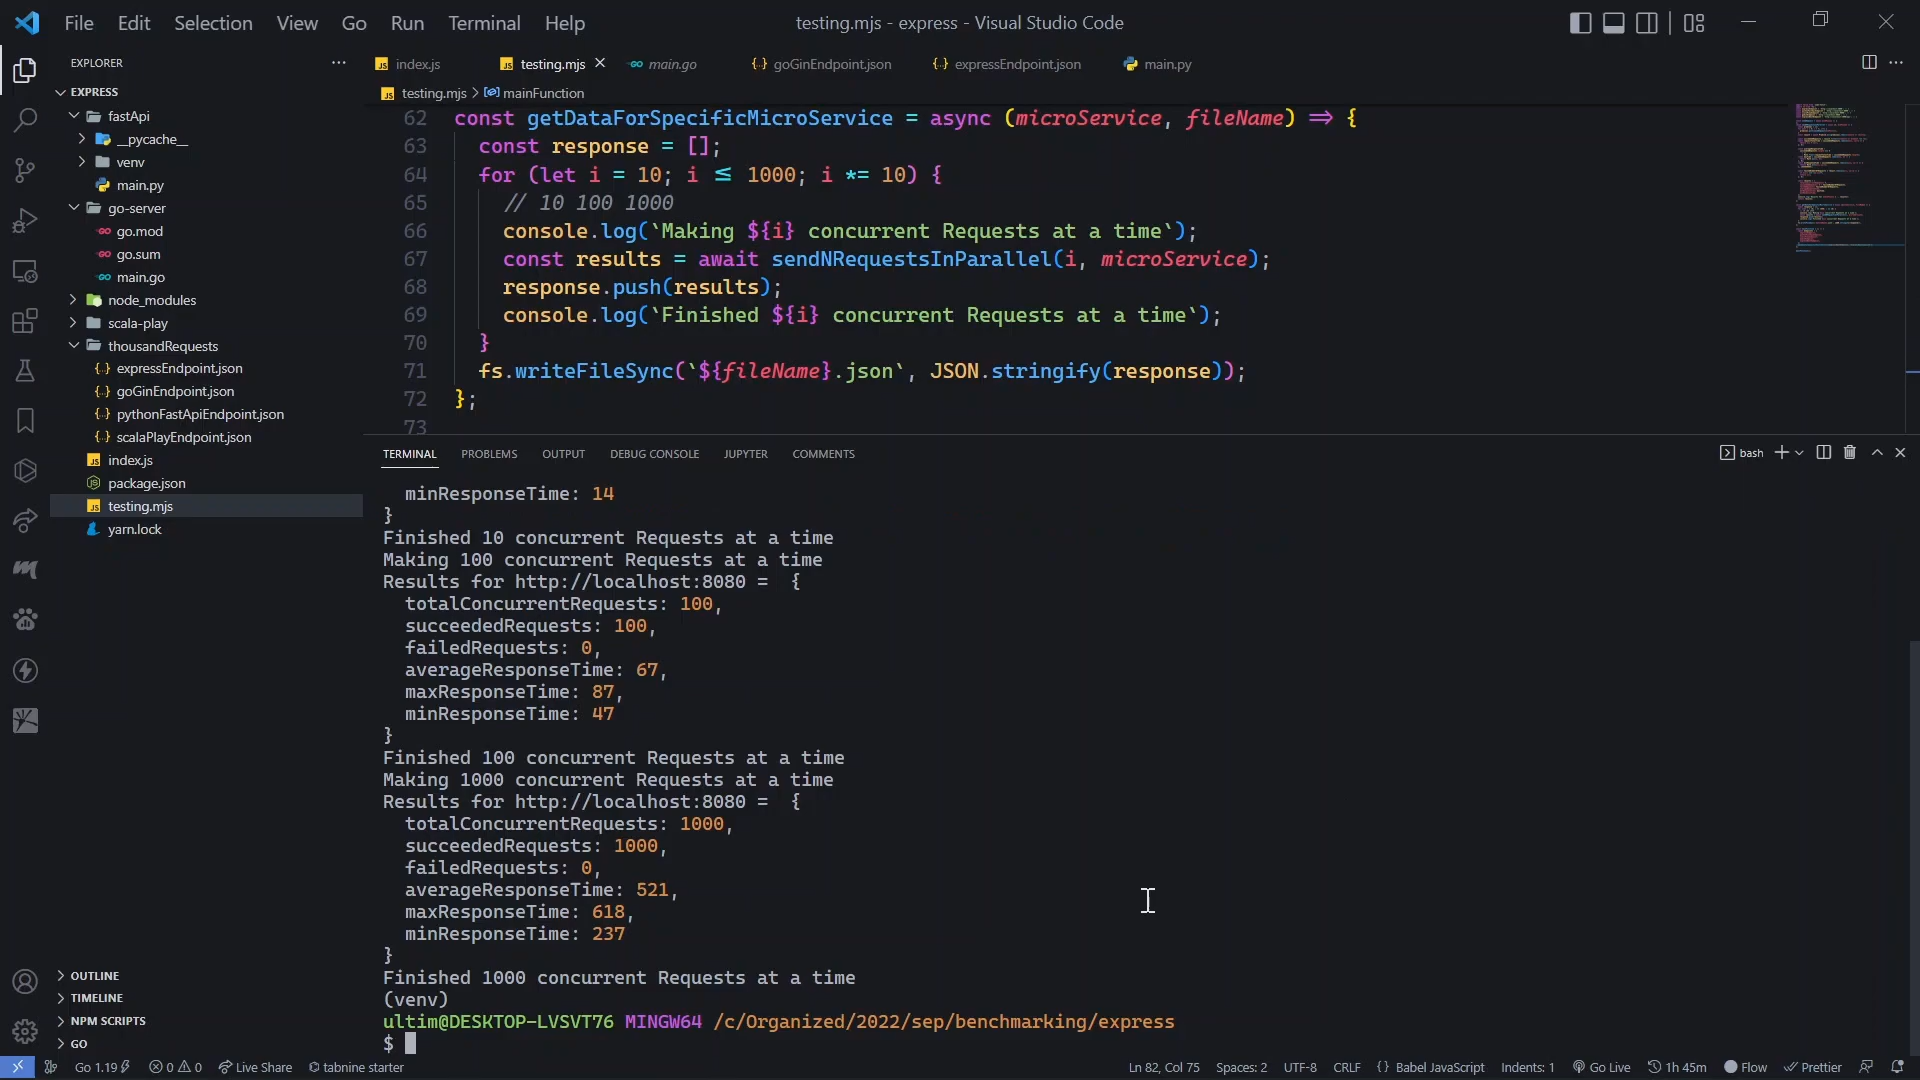 File Edit Selection View Go Run Terminal Help
testing.mjs - express - Visual Studio Code
EXPLORER
EXPRESS
fastApi
__pycache__
venv
main.py
go-server
go.mod
go.sum
main.go
node_modules
scala-play
thousandRequests
expressEndpoint.json
goGinEndpoint.json
pythonFastApiEndpoint.json
scalaPlayEndpoint.json
index.js
package.json
testing.mjs
yarn.lock
OUTLINE
TIMELINE
NPM SCRIPTS
GO
index.js testing.mjs main.go goGinEndpoint.json expressEndpoint.json main.py
testing.mjs > mainFunction
62 const getDataForSpecificMicroService = async (microService, fileName) => {
63 const response = [];
64 for (let i = 10; i ≤ 1000; i *= 10) {
65 // 10 100 1000
66 console.log(`Making ${i} concurrent Requests at a time`);
67 const results = await sendNRequestsInParallel(i, microService);
68 response.push(results);
69 console.log(`Finished ${i} concurrent Requests at a time`);
70 }
71 fs.writeFileSync(`${fileName}.json`, JSON.stringify(response));
72 };
73
TERMINAL PROBLEMS OUTPUT DEBUG CONSOLE JUPYTER COMMENTS
bash
minResponseTime: 14
}
Finished 10 concurrent Requests at a time
Making 100 concurrent Requests at a time
Results for http://localhost:8080 = {
totalConcurrentRequests: 100,
succeededRequests: 100,
failedRequests: 0,
averageResponseTime: 67,
maxResponseTime: 87,
minResponseTime: 47
}
Finished 100 concurrent Requests at a time
Making 1000 concurrent Requests at a time
Results for http://localhost:8080 = {
totalConcurrentRequests: 1000,
succeededRequests: 1000,
failedRequests: 0,
averageResponseTime: 521,
maxResponseTime: 618,
minResponseTime: 237
}
Finished 1000 concurrent Requests at a time
(venv)
ultim@DESKTOP-LVSVT76 MINGW64 /c/Organized/2022/sep/benchmarking/express
$
Go 1.19 0 0 Live Share tabnine starter Ln 82, Col 75 Spaces: 2 UTF-8 CRLF {} Babel JavaScript Indents: 1 Go Live 1h 45m Flow Prettier